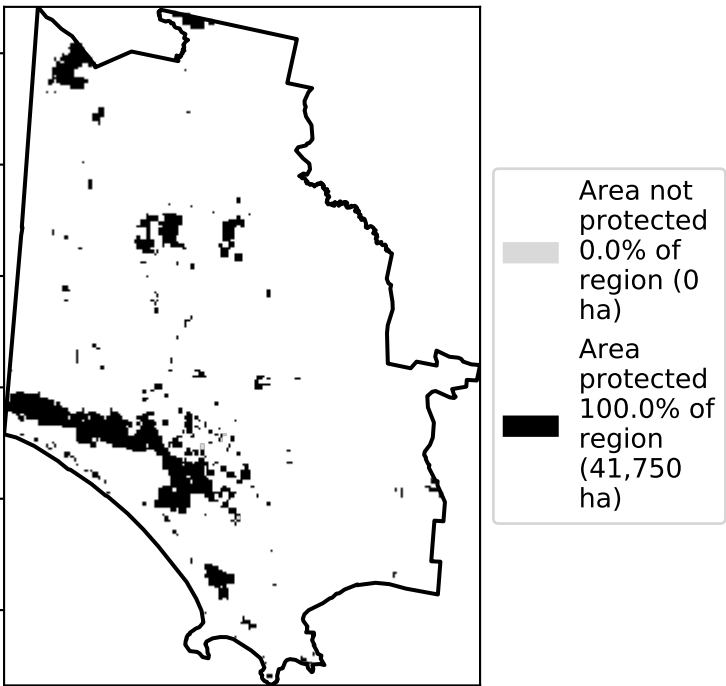 Area not
protected
0.0% of
region (0
ha)
Area
protected
100.0% of
region
(41,750
ha)